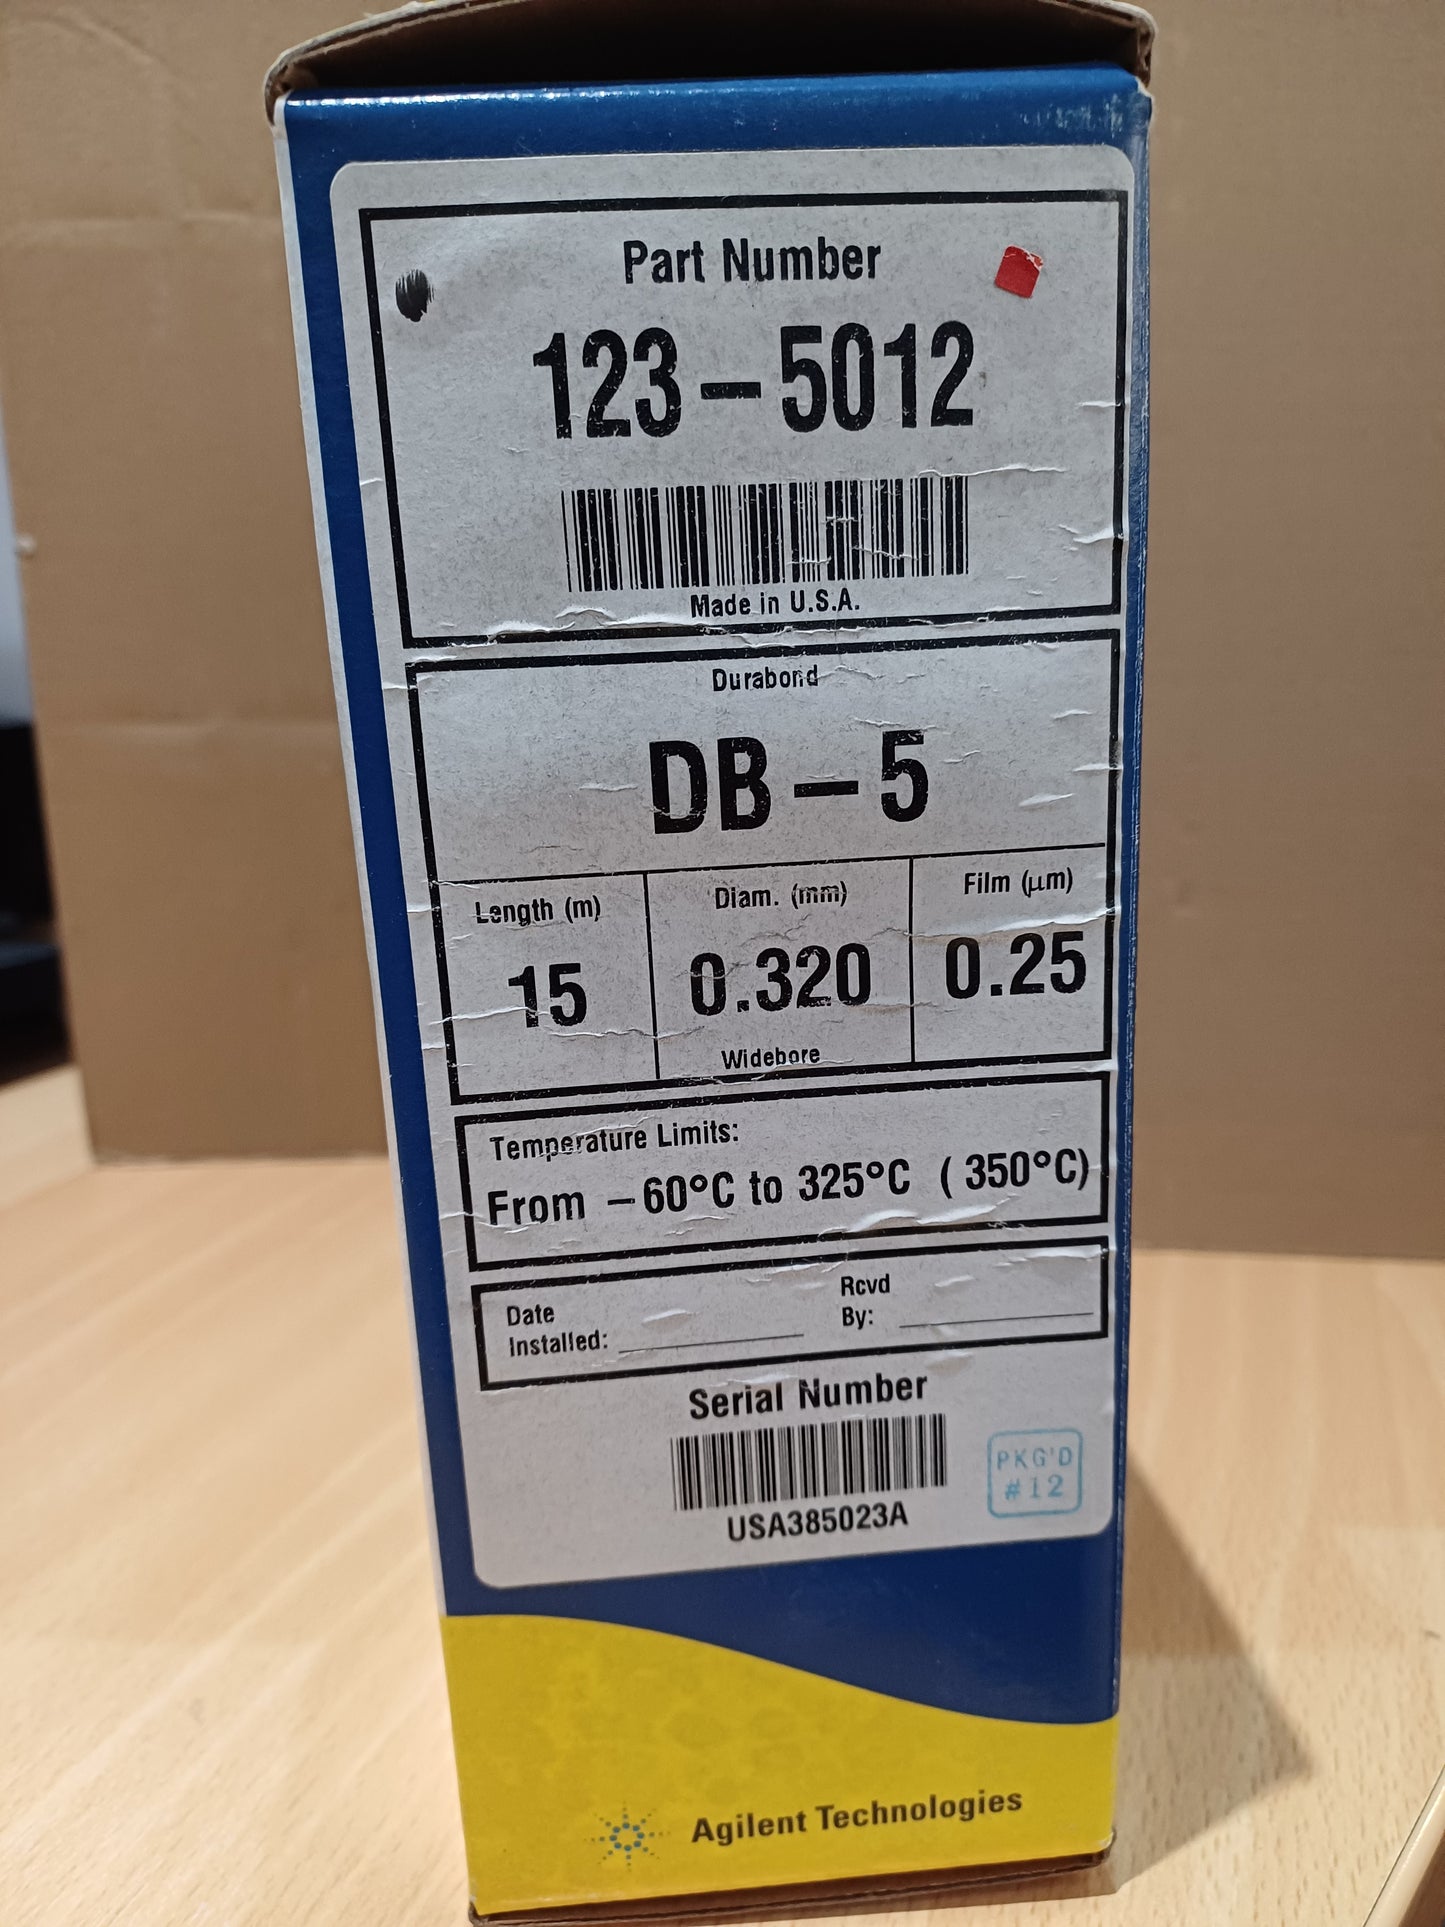 Part Number
123-5012
Made in U.S.A.
Durabond
DB-5
Length (m)
15
Diam. (mm)
0.320
Widebore
Film (μm)
0.25
Temperature Limits:
From -60°C to 325°C (350°C)
Date
Installed:
Rcvd
By:
Serial Number
USA385023A
PKG'D
#12
Agilent Technologies